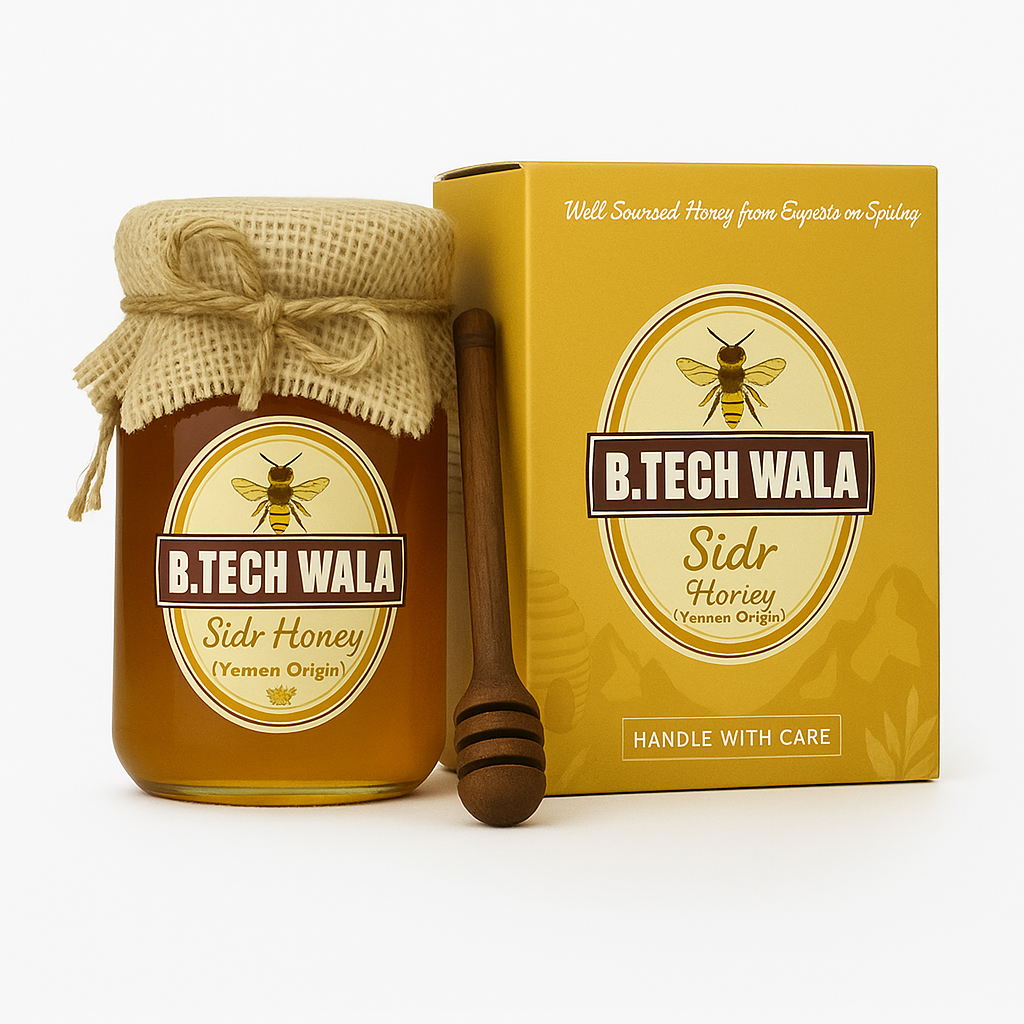 B.TECH WALA
Sidr Honey
(Yemen Origin)
Well Soursed Honey from Eupests on Spiulng
B.TECH WALA
Sidr
Horiey
(Yennen Origin)
HANDLE WITH CARE